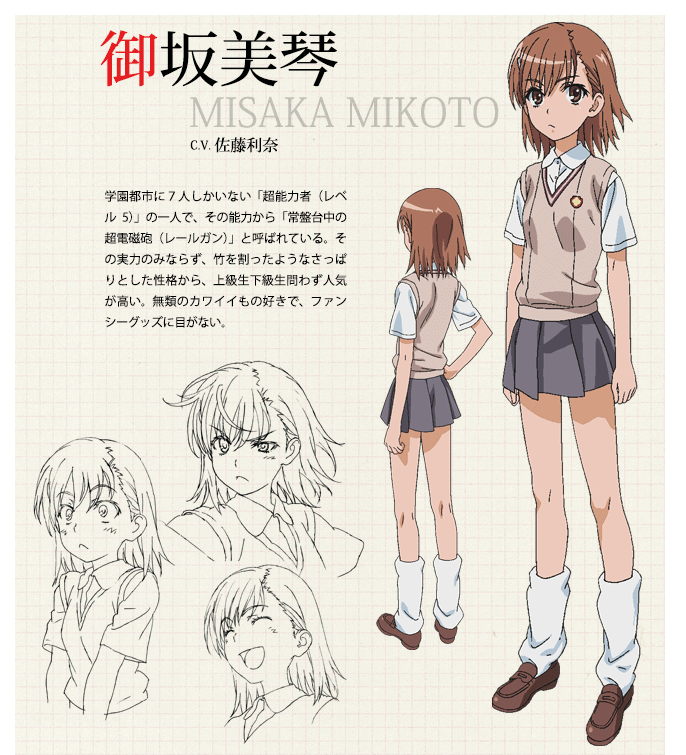 御坂美琴
MISAKA MIKOTO
C.V. 佐藤利奈
学園都市に７人しかいない「超能力者（レベ
ル 5）」の一人で、その能力から「常盤台中の
超電磁砲（レールガン）」と呼ばれている。そ
の実力のみならず、竹を割ったようなさっぱ
りとした性格から、上級生下級生問わず人気
が高い。無類のカワイイもの好きで、ファン
シーグッズに目がない。